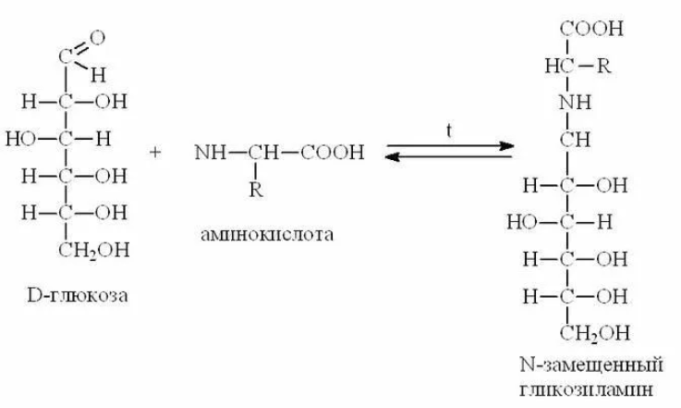 O
C
H
H—C—OH
HO—C—H
H—C—OH
H—C—OH
CH₂OH
D-глюкоза
+
NH—CH—COOH
R
аминокислота
t
COOH
HC—R
NH
CH
H—C—OH
HO—C—H
H—C—OH
H—C—OH
CH₂OH
N-замещенный
гликозиламин